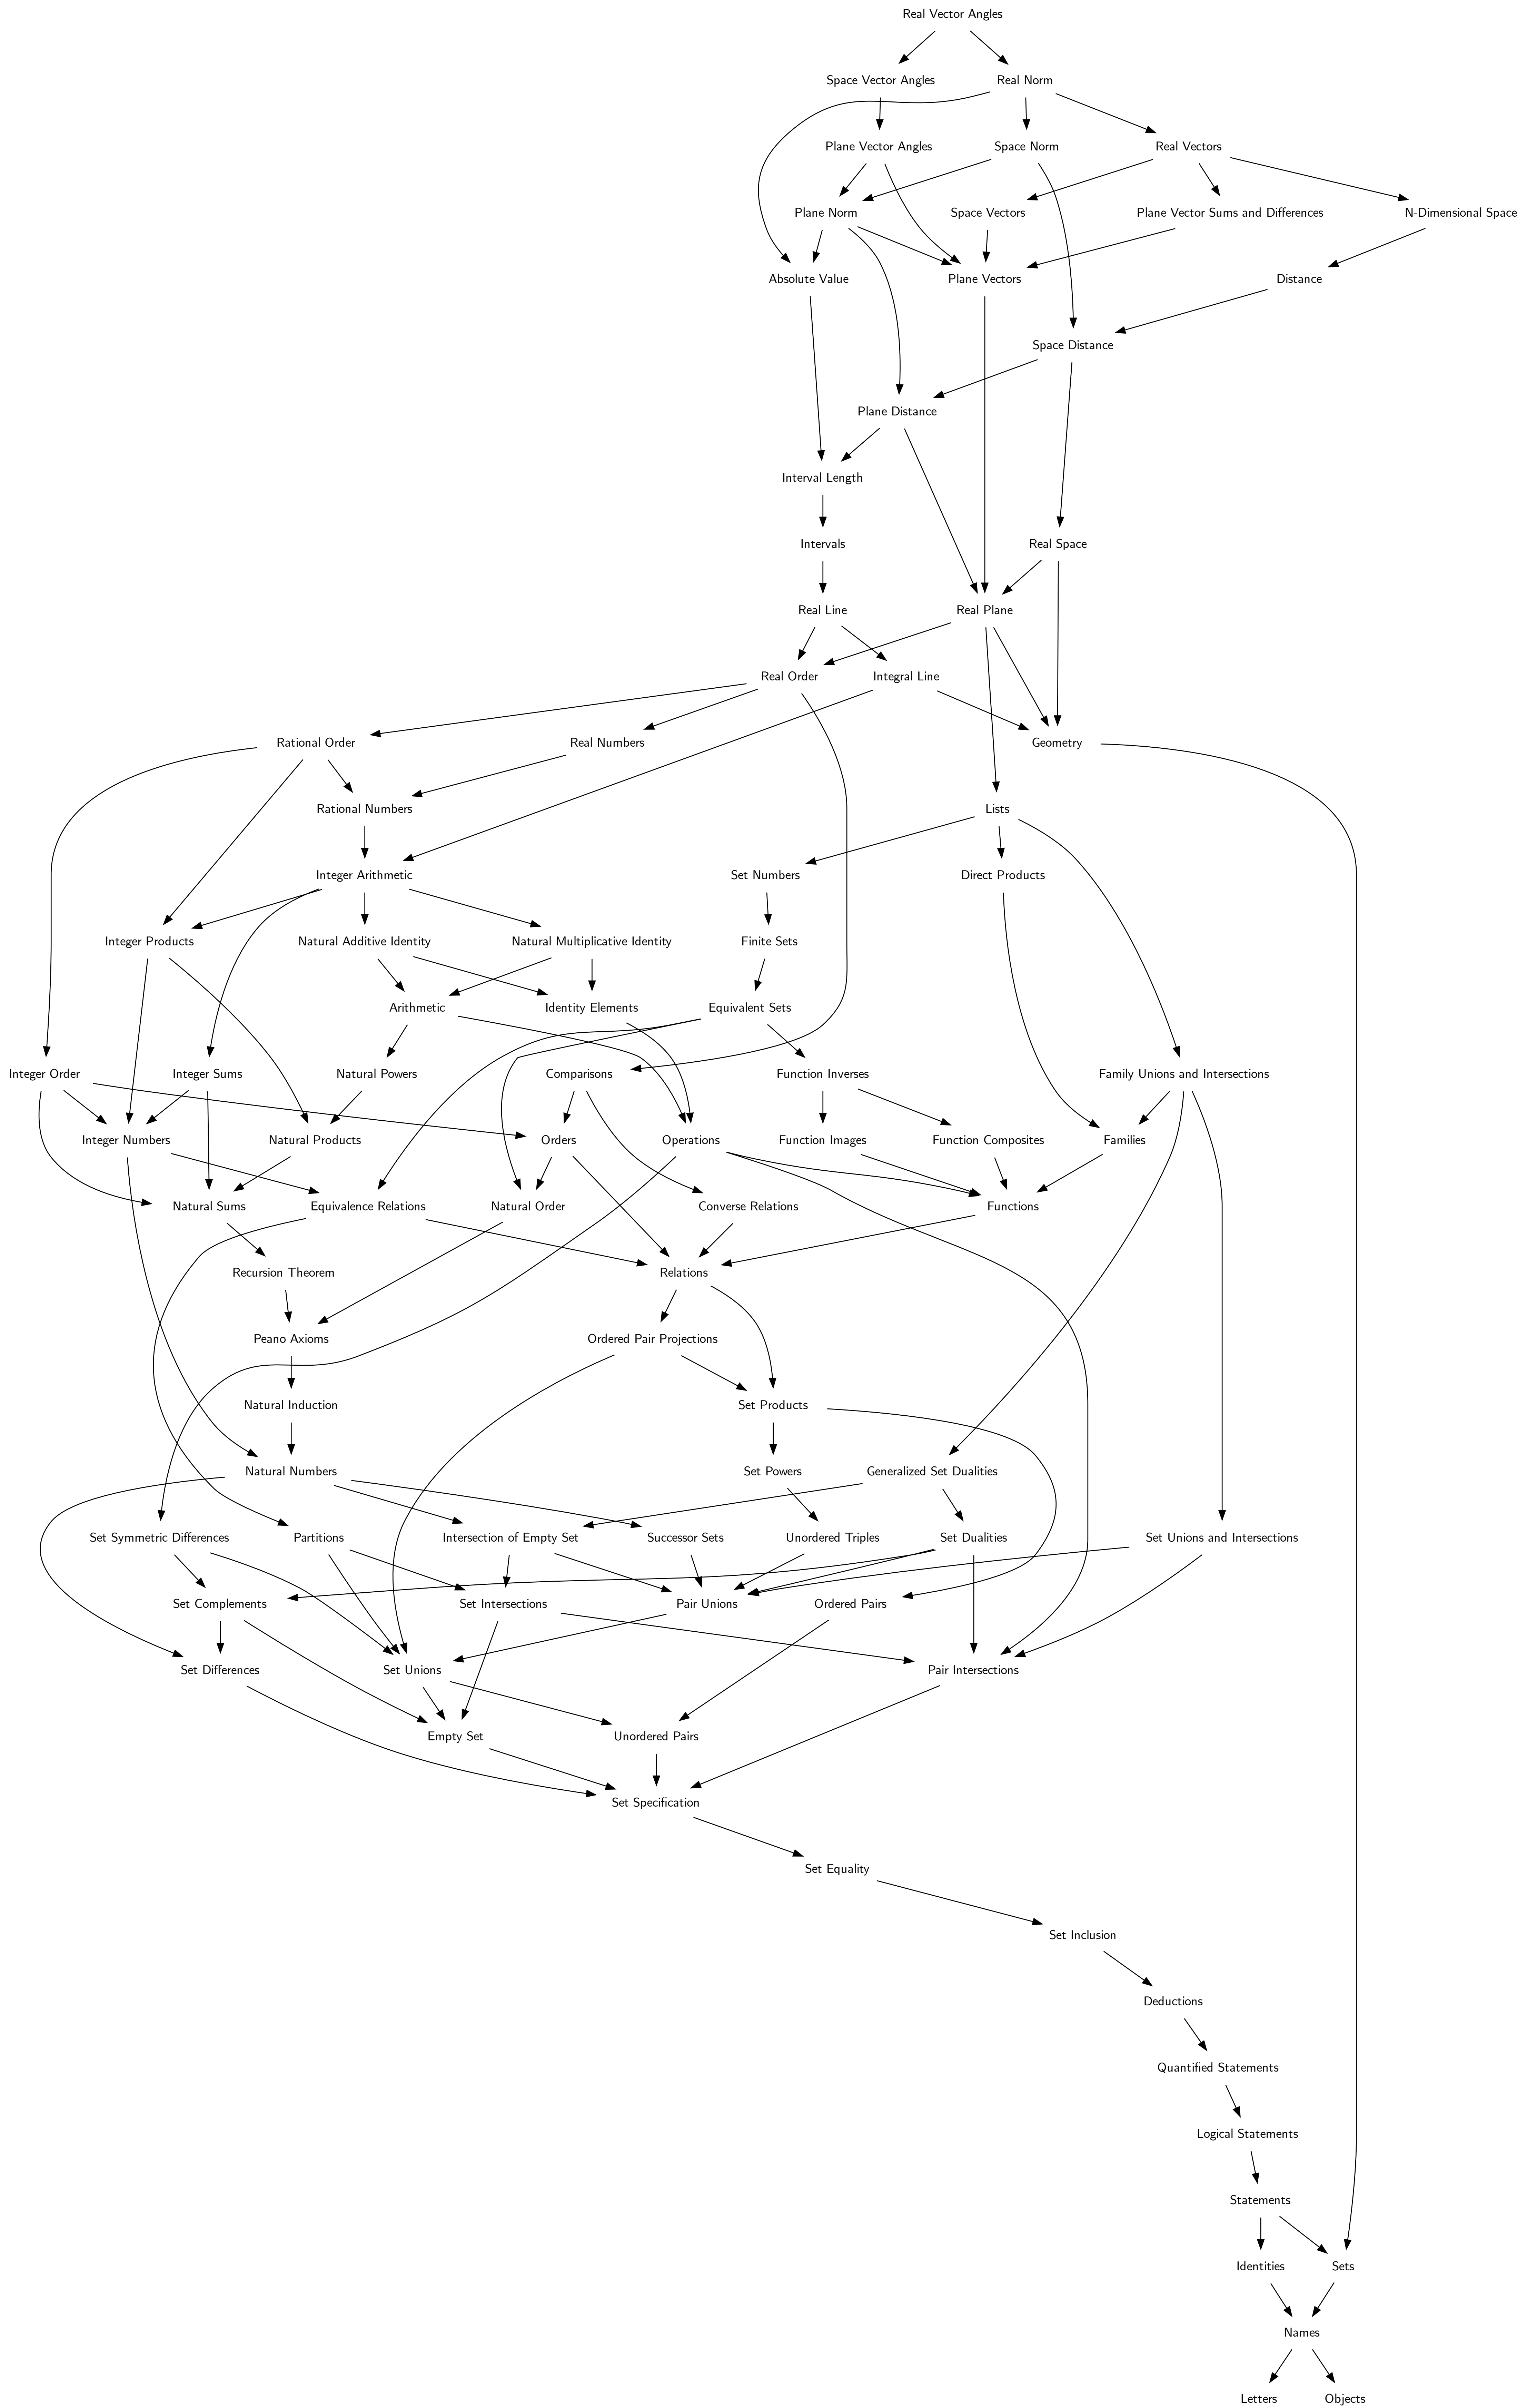 Real Vector Angles
Space Vector Angles
Real Norm
Plane Vector Angles
Space Norm
Real Vectors
Plane Norm
Space Vectors
Plane Vector Sums and Differences
N-Dimensional Space
Absolute Value
Plane Vectors
Distance
Space Distance
Plane Distance
Interval Length
Intervals
Real Space
Real Line
Real Plane
Real Order
Integral Line
Rational Order
Real Numbers
Geometry
Rational Numbers
Lists
Integer Arithmetic
Set Numbers
Direct Products
Integer Products
Natural Additive Identity
Natural Multiplicative Identity
Finite Sets
Arithmetic
Identity Elements
Equivalent Sets
Integer Order
Integer Sums
Natural Powers
Comparisons
Function Inverses
Family Unions and Intersections
Integer Numbers
Natural Products
Orders
Operations
Function Images
Function Composites
Families
Natural Sums
Equivalence Relations
Natural Order
Converse Relations
Functions
Recursion Theorem
Relations
Peano Axioms
Ordered Pair Projections
Natural Induction
Set Products
Natural Numbers
Set Powers
Generalized Set Dualities
Set Symmetric Differences
Partitions
Intersection of Empty Set
Successor Sets
Unordered Triples
Set Dualities
Set Unions and Intersections
Set Complements
Set Intersections
Pair Unions
Ordered Pairs
Set Differences
Set Unions
Pair Intersections
Empty Set
Unordered Pairs
Set Specification
Set Equality
Set Inclusion
Deductions
Quantified Statements
Logical Statements
Statements
Identities
Sets
Names
Letters
Objects